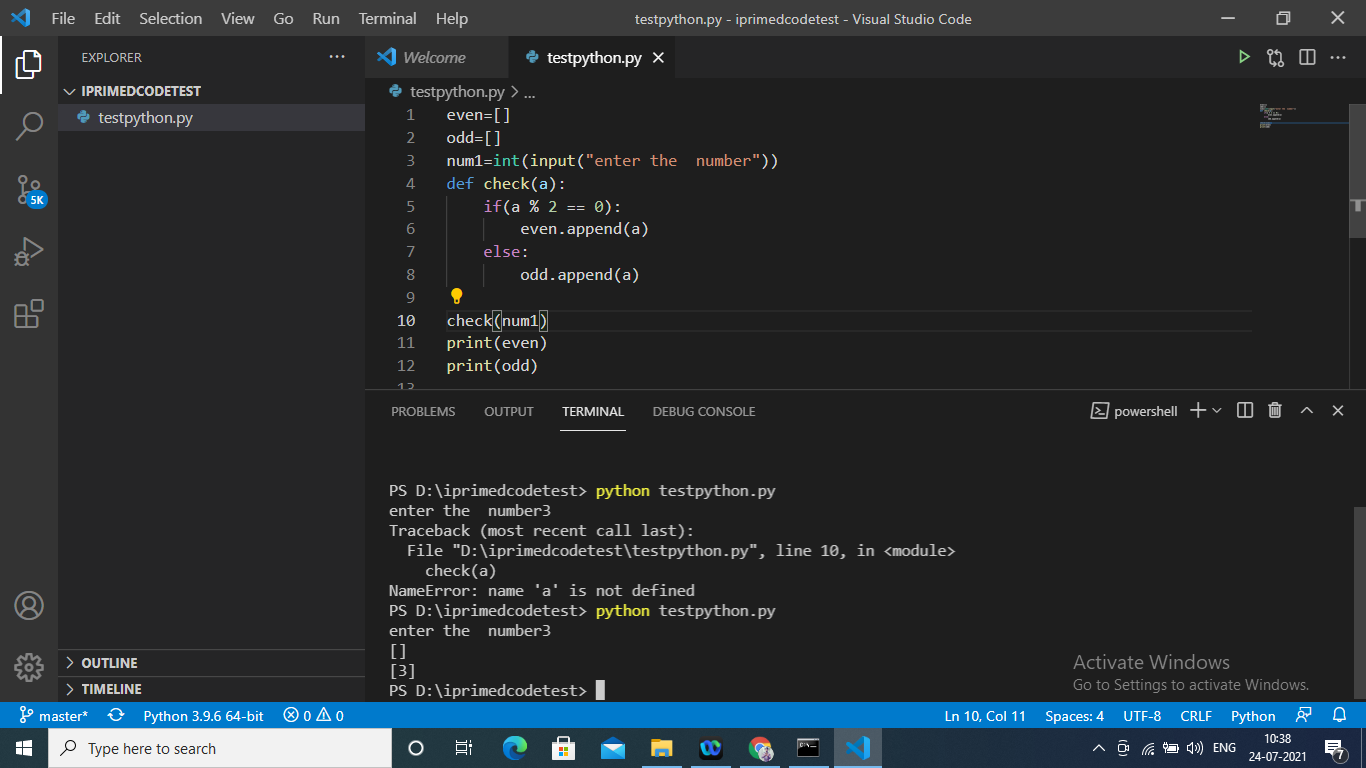 File Edit Selection View Go Run Terminal Help testpython.py - iprimedcodetest - Visual Studio Code
EXPLORER
IPRIMEDCODETEST
testpython.py
5K
OUTLINE
TIMELINE
Welcome testpython.py
testpython.py > ...
1 even=[]
2 odd=[]
3 num1=int(input("enter the  number"))
4 def check(a):
5     if(a % 2 == 0):
6         even.append(a)
7     else:
8         odd.append(a)
9
10 check(num1)
11 print(even)
12 print(odd)
13
PROBLEMS OUTPUT TERMINAL DEBUG CONSOLE powershell
PS D:\iprimedcodetest> python testpython.py
enter the  number3
Traceback (most recent call last):
  File "D:\iprimedcodetest\testpython.py", line 10, in <module>
    check(a)
NameError: name 'a' is not defined
PS D:\iprimedcodetest> python testpython.py
enter the  number3
[]
[3]
PS D:\iprimedcodetest>
Activate Windows
Go to Settings to activate Windows.
master* Python 3.9.6 64-bit 0 0 Ln 10, Col 11 Spaces: 4 UTF-8 CRLF Python
Type here to search
ENG
10:38
24-07-2021
7